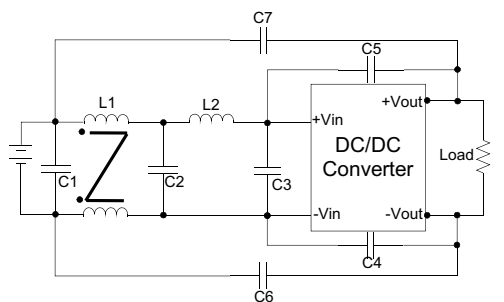 C7
C5
L1
L2
+Vin
+Vout
DC/DC
Converter
Load
C1
C2
C3
-Vin
-Vout
C4
C6